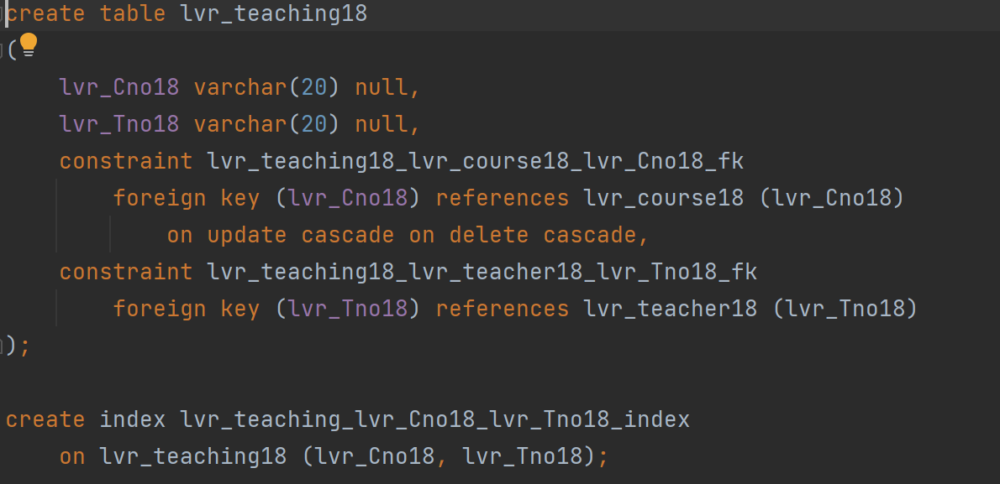 create table lvr_teaching18
(
    lvr_Cno18 varchar(20) null,
    lvr_Tno18 varchar(20) null,
    constraint lvr_teaching18_lvr_course18_lvr_Cno18_fk
        foreign key (lvr_Cno18) references lvr_course18 (lvr_Cno18)
            on update cascade on delete cascade,
    constraint lvr_teaching18_lvr_teacher18_lvr_Tno18_fk
        foreign key (lvr_Tno18) references lvr_teacher18 (lvr_Tno18)
);
create index lvr_teaching_lvr_Cno18_lvr_Tno18_index
    on lvr_teaching18 (lvr_Cno18, lvr_Tno18);